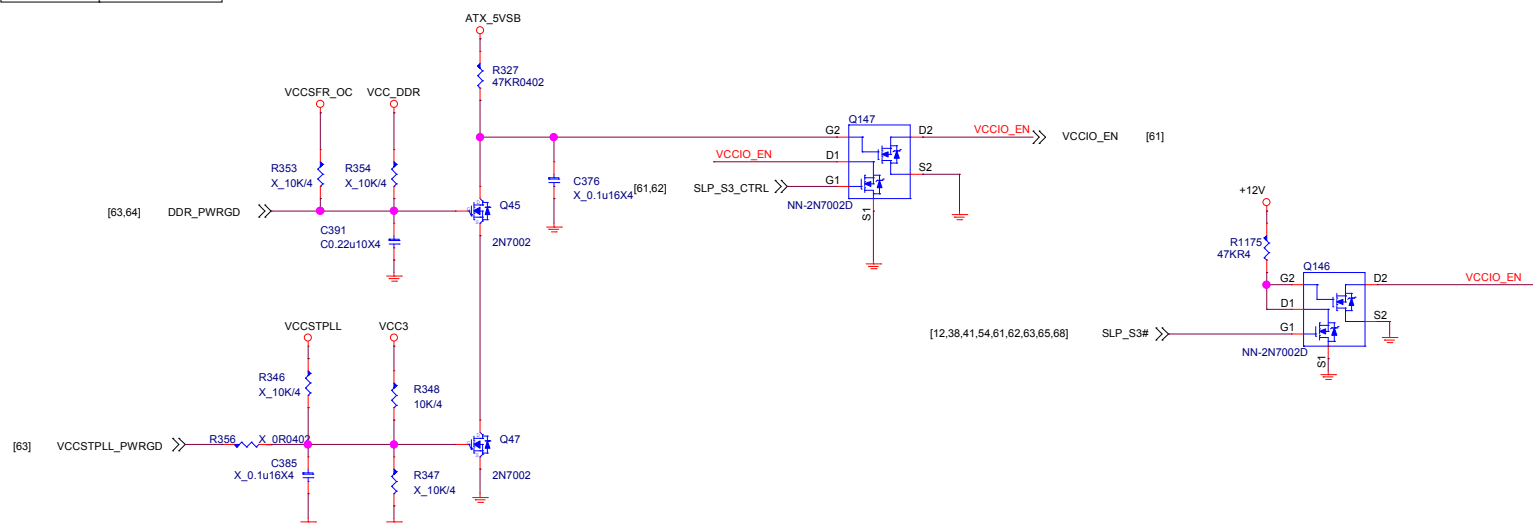 ATX_5VSB
R327
47KR0402
VCCSFR_OC
VCC_DDR
R353
X_10K/4
R354
X_10K/4
[63,64]
DDR_PWRGD
C391
C0.22u10X4
Q45
2N7002
C376
X_0.1u16X4
[61,62]
SLP_S3_CTRL
VCCIO_EN
Q147
G2
D1
G1
D2
S2
S1
NN-2N7002D
VCCIO_EN
VCCIO_EN
[61]
+12V
R1175
47KR4
Q146
G2
D1
G1
D2
S2
S1
NN-2N7002D
VCCIO_EN
[12,38,41,54,61,62,63,65,68]
SLP_S3#
VCCSTPLL
VCC3
R346
X_10K/4
R348
10K/4
[63]
VCCSTPLL_PWRGD
R356
X_0R0402
C385
X_0.1u16X4
R347
X_10K/4
Q47
2N7002